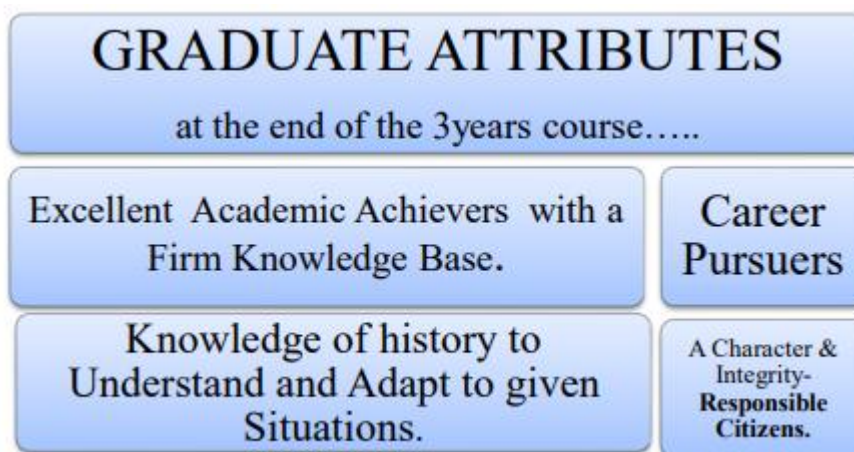 GRADUATE ATTRIBUTES
at the end of the 3years course…..
Excellent Academic Achievers with a
Firm Knowledge Base.
Career
Pursuers
Knowledge of history to
Understand and Adapt to given
Situations.
A Character &
Integrity-
Responsible
Citizens.